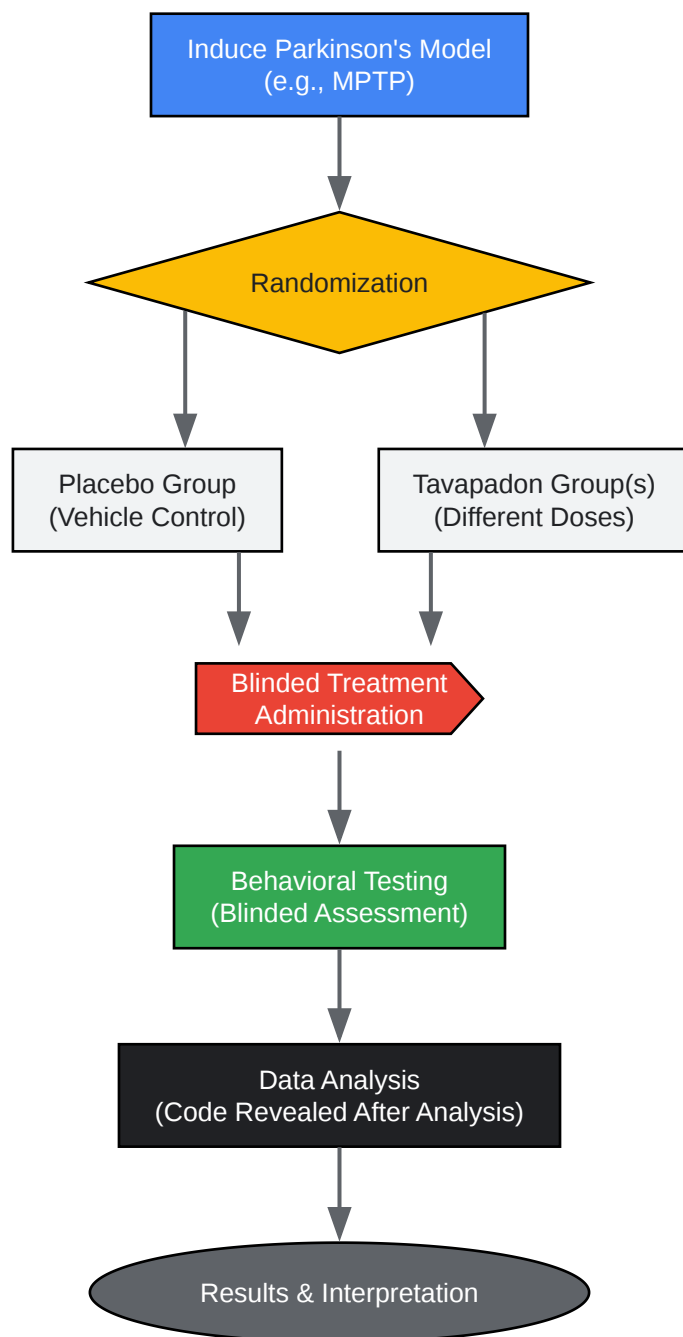 Induce Parkinson's Model
(e.g., MPTP)
Randomization
Placebo Group
(Vehicle Control)
Tavapadon Group(s)
(Different Doses)
Blinded Treatment
Administration
Behavioral Testing
(Blinded Assessment)
Data Analysis
(Code Revealed After Analysis)
Results & Interpretation